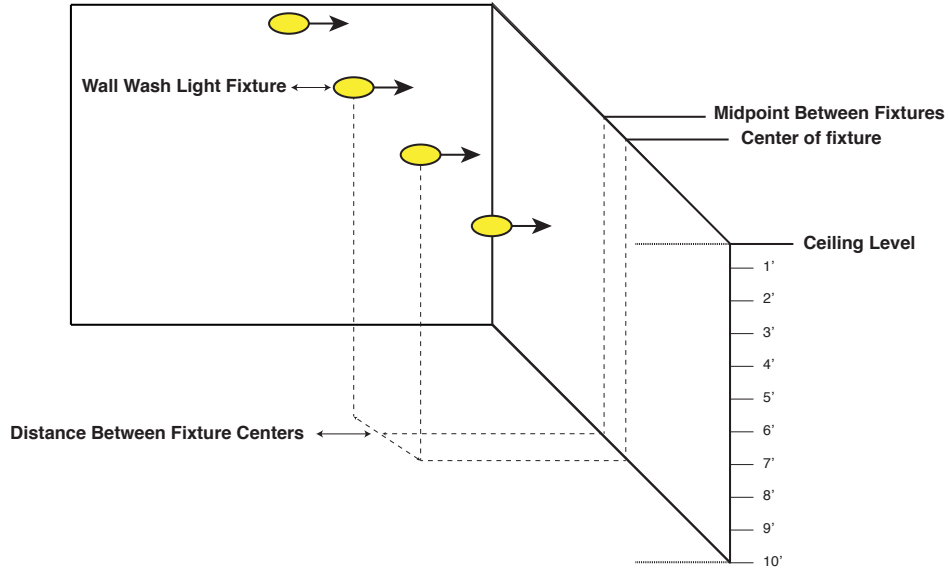 Wall Wash Light Fixture
Midpoint Between Fixtures
Center of fixture
Ceiling Level
1’
2’
3’
4’
5’
6’
Distance Between Fixture Centers
7’
8’
9’
10’